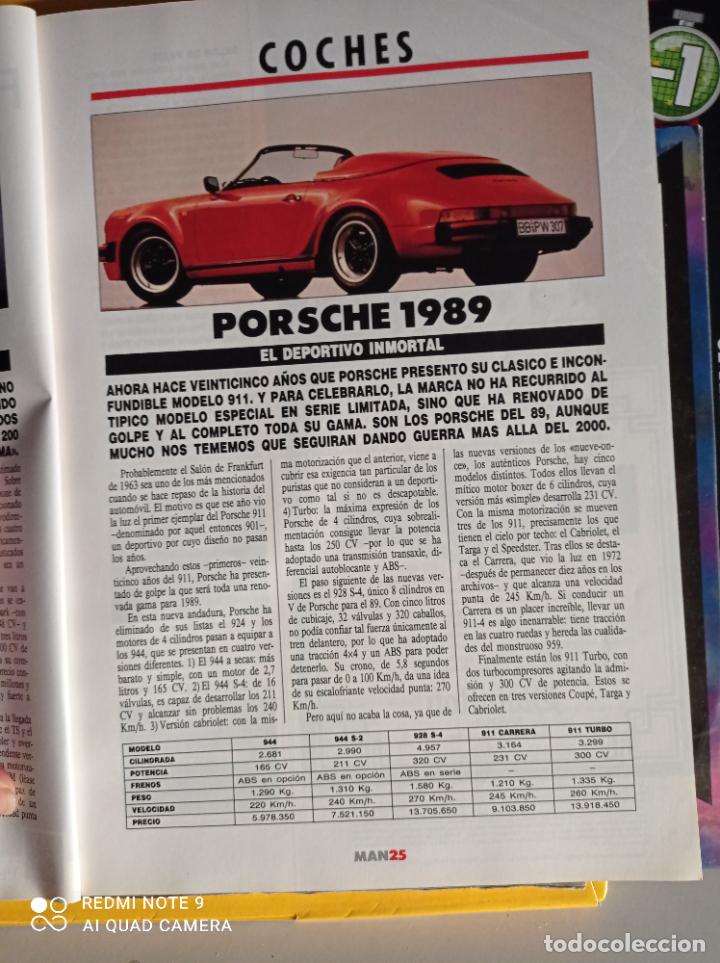 COCHES
-1
BB·PW 307
PORSCHE 1989
EL DEPORTIVO INMORTAL
AHORA HACE VEINTICINCO AÑOS QUE PORSCHE PRESENTO SU CLASICO E INCON-
FUNDIBLE MODELO 911. Y PARA CELEBRARLO, LA MARCA NO HA RECURRIDO AL
TIPICO MODELO ESPECIAL EN SERIE LIMITADA, SINO QUE HA RENOVADO DE
GOLPE Y AL COMPLETO TODA SU GAMA. SON LOS PORSCHE DEL 89, AUNQUE
MUCHO NOS TEMEMOS QUE SEGUIRAN DANDO GUERRA MAS ALLA DEL 2000.
Probablemente el Salón de Frankfurt
de 1963 sea uno de los más mencionados
cuando se hace repaso de la historia del
automóvil. El motivo es que ese año vio
la luz el primer ejemplar del Porsche 911
–denominado por aquel entonces 901–,
un deportivo por cuyo diseño no pasan
los años.
Aprovechando estos –primeros– vein-
ticinco años del 911, Porsche ha presen-
tado de golpe la que será toda una reno-
vada gama para 1989.
En esta nueva andadura, Porsche ha
eliminado de sus listas el 924 y los
motores de 4 cilindros pasan a equipar a
los 944, que se presentan en cuatro ver-
siones diferentes. 1) El 944 a secas: más
barato y simple, con un motor de 2,7
litros y 165 CV. 2) El 944 S-4: de 16
válvulas, es capaz de desarrollar los 211
CV y alcanzar sin problemas los 240
Km/h. 3) Versión cabriolet: con la mis-
ma motorización que el anterior, viene a
cubrir esa exigencia tan particular de los
puristas que no consideran a un deporti-
vo como tal si no es descapotable.
4) Turbo: la máxima expresión de los
Porsche de 4 cilindros, cuya sobreali-
mentación consigue llevar la potencia
hasta los 250 CV –por lo que se ha
adoptado una transmisión transaxle, di-
ferencial autoblocante y ABS–.
El paso siguiente de las nuevas ver-
siones es el 928 S-4, único 8 cilindros en
V de Porsche para el 89. Con cinco litros
de cubicaje, 32 válvulas y 320 caballos,
no podía confiar tal fuerza únicamente al
tren delantero, por lo que ha adoptado
una tracción 4x4 y un ABS para poder
detenerlo. Su crono, de 5,8 segundos
para pasar de 0 a 100 Km/h, da una idea
de su escalofriante velocidad punta: 270
Km/h.
Pero aquí no acaba la cosa, ya que de
las nuevas versiones de los «nueve-on-
ce», los auténticos Porsche, hay cinco
modelos distintos. Todos ellos llevan el
mítico motor boxer de 6 cilindros, cuya
versión más «simple» desarrolla 231 CV.
Con la misma motorización se mueven
tres de los 911, precisamente los que
tienen el cielo por techo: el Cabriolet, el
Targa y el Speedster. Tras ellos se desta-
ca el Carrera, que vio la luz en 1972
–después de permanecer diez años en los
archivos– y que alcanza una velocidad
punta de 245 Km/h. Si conducir un
Carrera es un placer increíble, llevar un
911-4 es algo inenarrable: tiene tracción
en las cuatro ruedas y hereda las cualida-
des del monstruoso 959.
Finalmente están los 911 Turbo, con
dos turbocompresores agitando la admi-
sión y 300 CV de potencia. Estos se
ofrecen en tres versiones Coupé, Targa y
Cabriolet.
MODELO 944 944 S-2 928 S-4 911 CARRERA 911 TURBO
CILINDRADA 2.681 2.990 4.957 3.164 3.299
POTENCIA 165 CV 211 CV 320 CV 231 CV 300 CV
FRENOS ABS en opción ABS en opción ABS en serie – –
PESO 1.290 Kg. 1.310 Kg. 1.580 Kg. 1.210 Kg. 1.335 Kg.
VELOCIDAD 220 Km/h. 240 Km/h. 270 Km/h. 245 Km/h. 260 Km/h.
PRECIO 5.978.350 7.521.150 13.705.650 9.103.850 13.918.450
MAN25
REDMI NOTE 9
AI QUAD CAMERA
todocoleccion